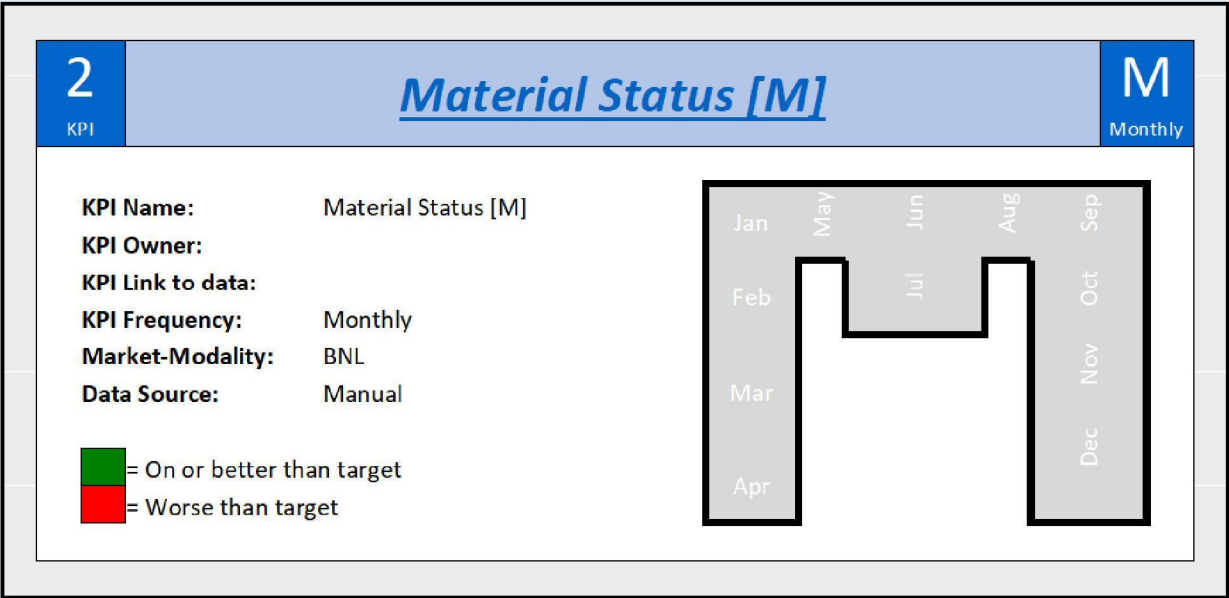 2
KPI
Material Status [M]
M
Monthly
KPI Name: Material Status [M]
KPI Owner:
KPI Link to data:
KPI Frequency: Monthly
Market-Modality: BNL
Data Source: Manual
= On or better than target
= Worse than target
Jan
Feb
Mar
Apr
May
Jun
Jul
Aug
Sep
Oct
Nov
Dec